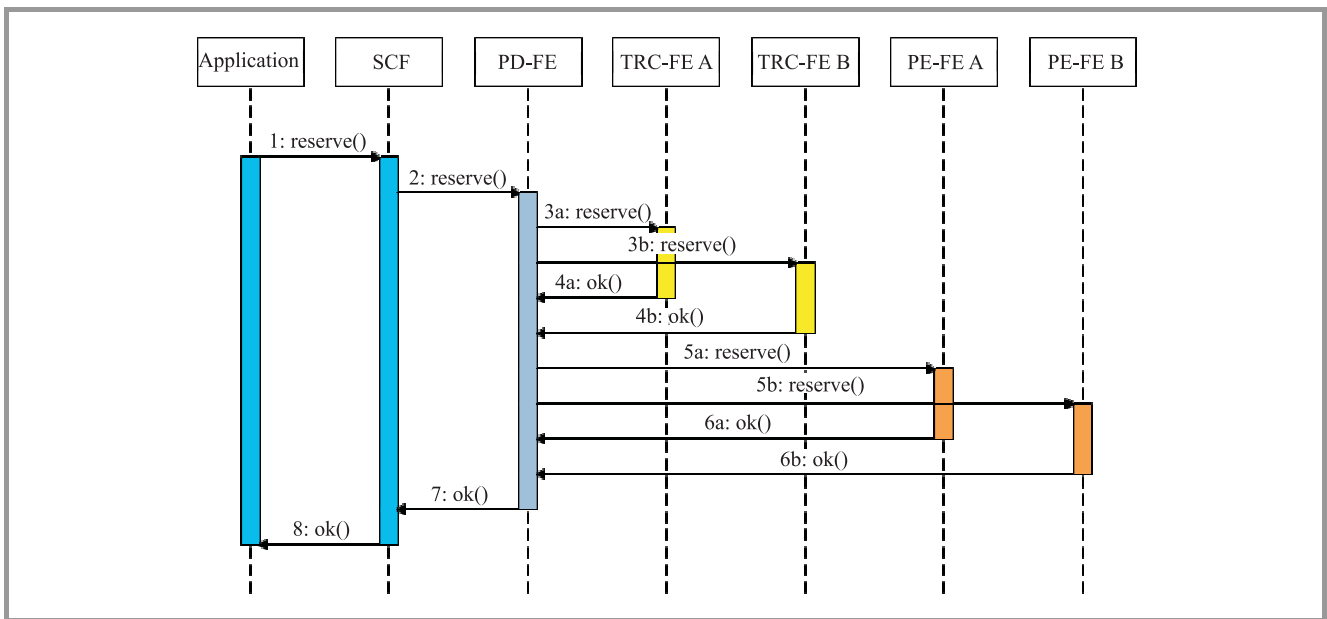 Application
SCF
PD-FE
TRC-FE A
TRC-FE B
PE-FE A
PE-FE B
1: reserve()
2: reserve()
3a: reserve()
3b: reserve()
4a: ok()
4b: ok()
5a: reserve()
5b: reserve()
6a: ok()
6b: ok()
7: ok()
8: ok()